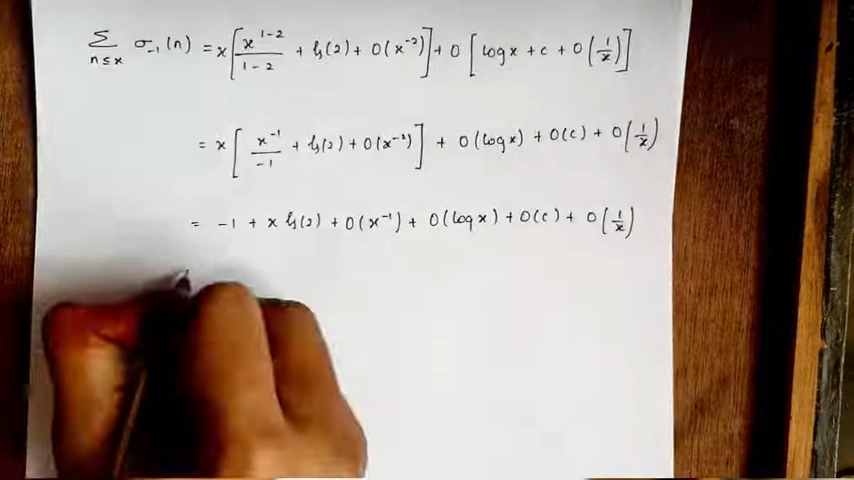 ∑_{n≤x} σ_{-1}(n) = x[x^{1-2}/(1-2) + ζ(2) + O(x^{-2})] + O[log x + c + O(1/x)]
= x[x^{-1}/-1 + ζ(2) + O(x^{-2})] + O(log x) + O(c) + O(1/x)
= -1 + x ζ(2) + O(x^{-1}) + O(log x) + O(c) + O(1/x)